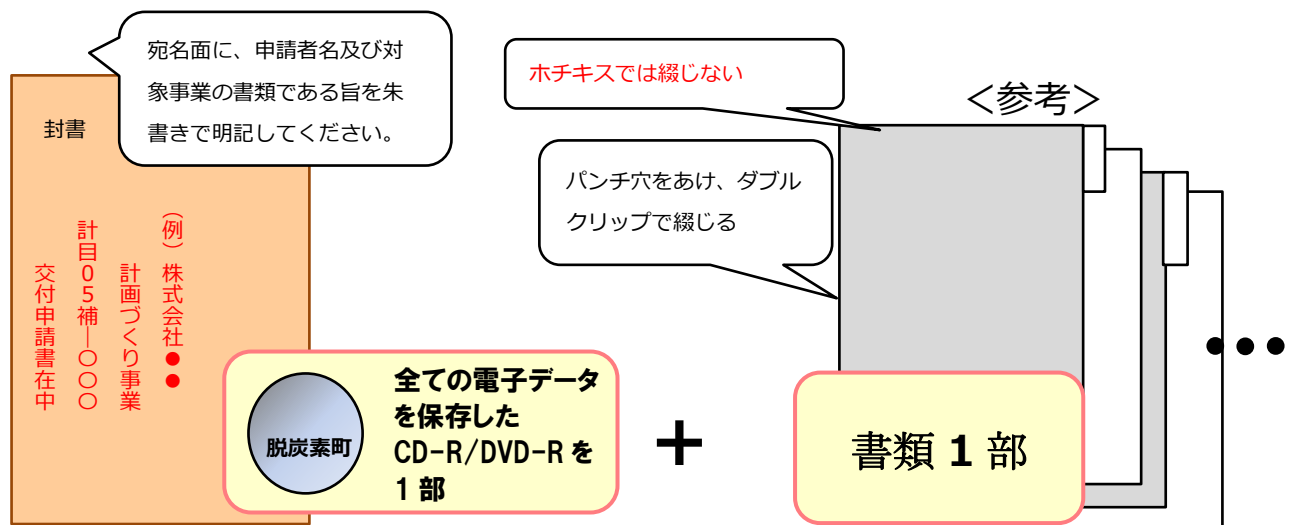 宛名面に、申請者名及び対
象事業の書類である旨を朱
書きで明記してください。
封書
（例）株式会社●●
計画づくり事業
計目05補―〇〇〇
交付申請書在中
ホチキスでは綴じない
＜参考＞
パンチ穴をあけ、ダブル
クリップで綴じる
●●●
脱炭素町
全ての電子データ
を保存した
CD-R/DVD-R を
1 部
＋
書類 1 部